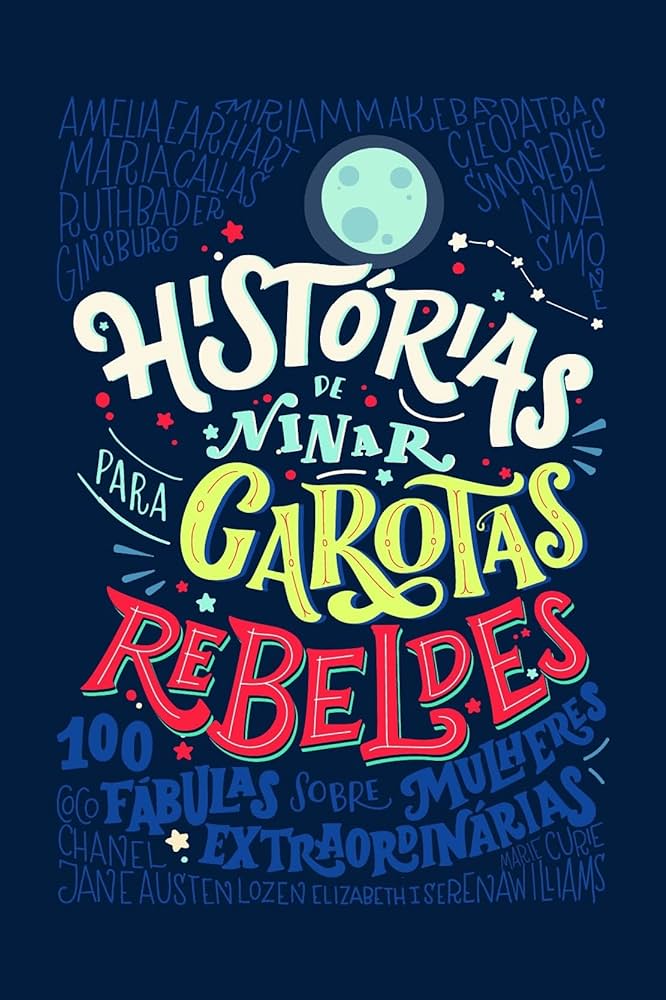 AMELIA EARHART
MIRIAM MAKEBA
CLEOPATRA
SIMONE BILES
MARIA CALLAS
RUTH BADER
GINSBURG
NINA
SIMONE
HISTÓRIAS
DE
NINAR
PARA
GAROTAS
REBELDES
100
FÁBULAS SOBRE MULHERES
EXTRAORDINÁRIAS
COCO
CHANEL
MARIE CURIE
JANE AUSTEN LOZEN ELIZABETH I SERENA WILLIAMS